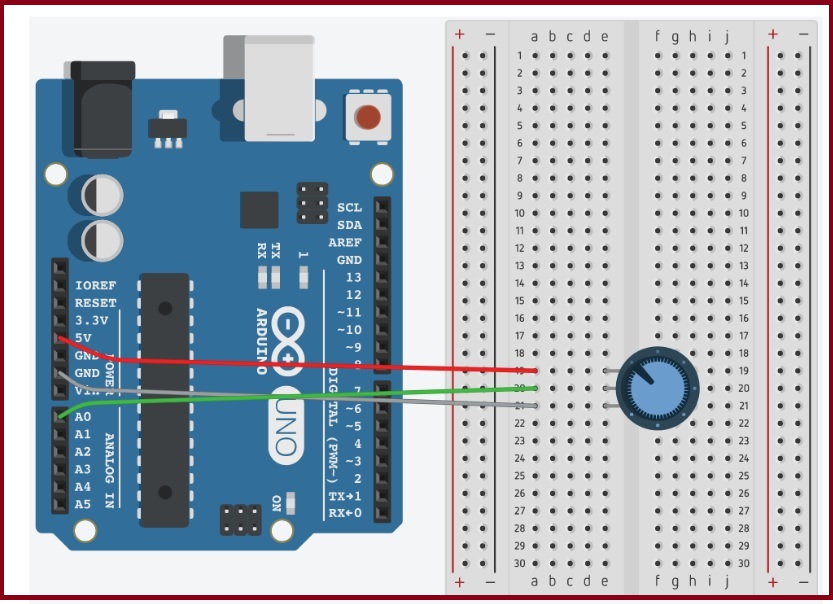 SCL
SDA
AREF
GND
RX
TX
1
13
IOREF
12
RESET
~11
3.3V
~10
5V
~9
GND
8
GND
7
Vin
~6
A0
~5
A1
4
A2
~3
A3
2
A4
TX→1
A5
RX←0
POWER
ANALOG IN
ARDUINO
UNO
DIGITAL (PWM~)
ON
+ − a b c d e f g h i j + −
1 1
2 2
3 3
4 4
5 5
6 6
7 7
8 8
9 9
10 10
11 11
12 12
13 13
14 14
15 15
16 16
17 17
18 18
19 19
20 20
21 21
22 22
23 23
24 24
25 25
26 26
27 27
28 28
29 29
30 30
+ − a b c d e f g h i j + −